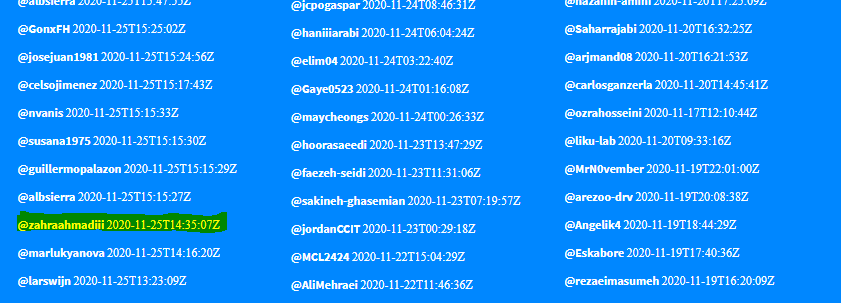 @albsierra 2020-11-25T15:47:55Z
@GonxFH 2020-11-25T15:25:02Z
@josejuan1981 2020-11-25T15:24:56Z
@celsojimenez 2020-11-25T15:17:43Z
@nvanis 2020-11-25T15:15:33Z
@susana1975 2020-11-25T15:15:30Z
@guillermopalazon 2020-11-25T15:15:29Z
@albsierra 2020-11-25T15:15:27Z
@zahraahmadiii 2020-11-25T14:35:07Z
@marlukyanova 2020-11-25T14:16:20Z
@larswijn 2020-11-25T13:23:09Z
@jcpogaspar 2020-11-24T08:46:31Z
@haniiiarabi 2020-11-24T06:04:24Z
@elim04 2020-11-24T03:22:40Z
@Gaye0523 2020-11-24T01:16:08Z
@maycheongs 2020-11-24T00:26:33Z
@hoorasaeedi 2020-11-23T13:47:29Z
@faezeh-seidi 2020-11-23T11:31:06Z
@sakineh-ghasemian 2020-11-23T07:19:57Z
@jordanCCIT 2020-11-23T00:29:18Z
@MCL2424 2020-11-22T15:04:29Z
@AliMehraei 2020-11-22T11:46:36Z
@nazanin-amini 2020-11-20T17:25:09Z
@Saharrajabi 2020-11-20T16:32:25Z
@arjmand08 2020-11-20T16:21:53Z
@carlosganzerla 2020-11-20T14:45:41Z
@ozrahosseini 2020-11-17T12:10:44Z
@liku-lab 2020-11-20T09:33:16Z
@MrN0vember 2020-11-19T22:01:00Z
@arezoo-drv 2020-11-19T20:08:38Z
@Angelik4 2020-11-19T18:44:29Z
@Eskabore 2020-11-19T17:40:36Z
@rezaeimasumeh 2020-11-19T16:20:09Z